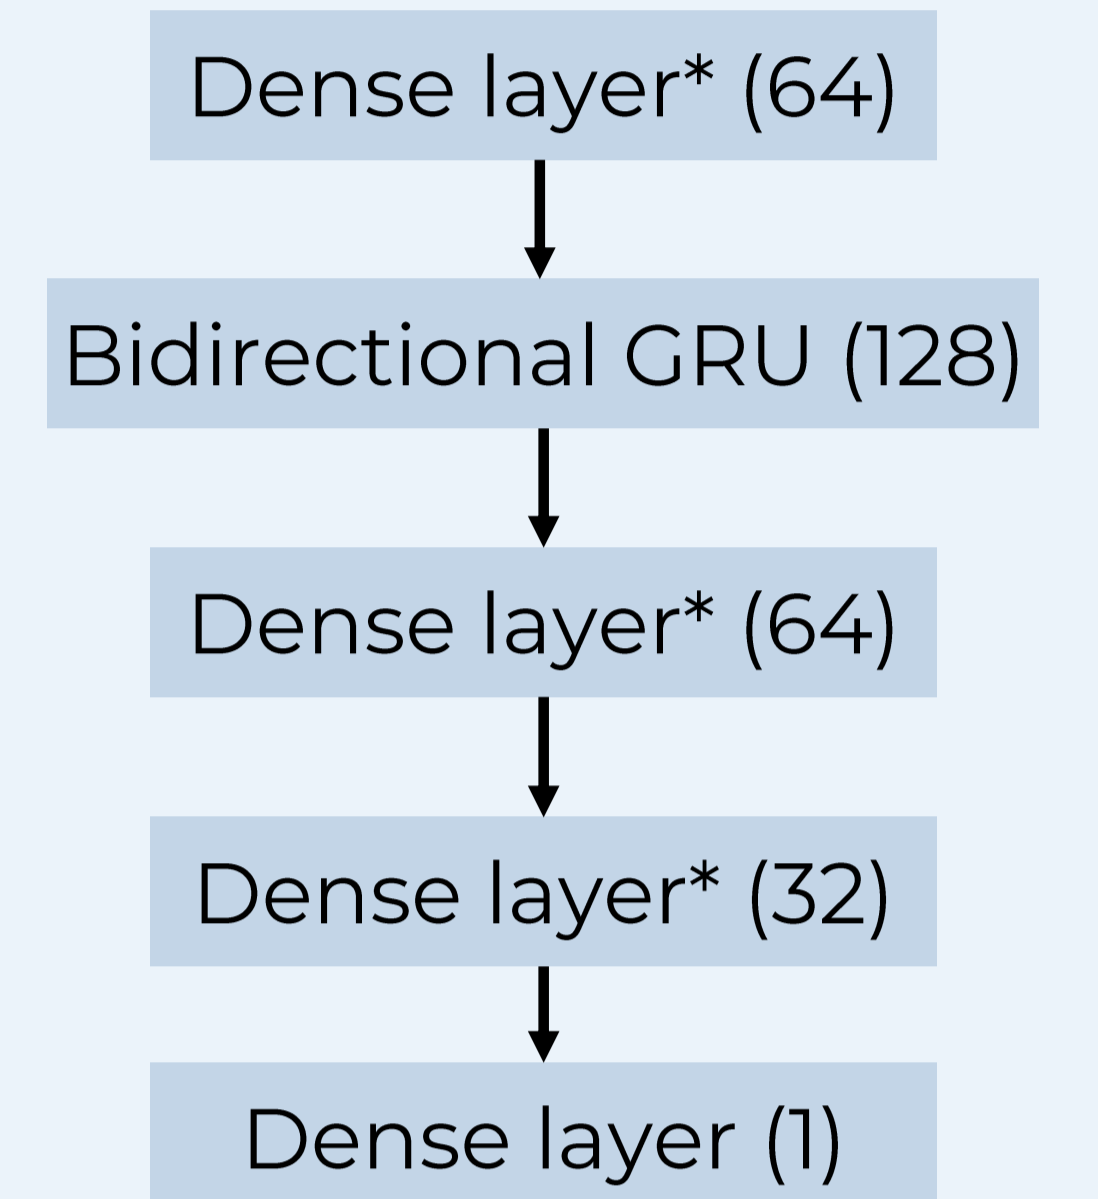 Dense layer* (64)
Bidirectional GRU (128)
Dense layer* (64)
Dense layer* (32)
Dense layer (1)